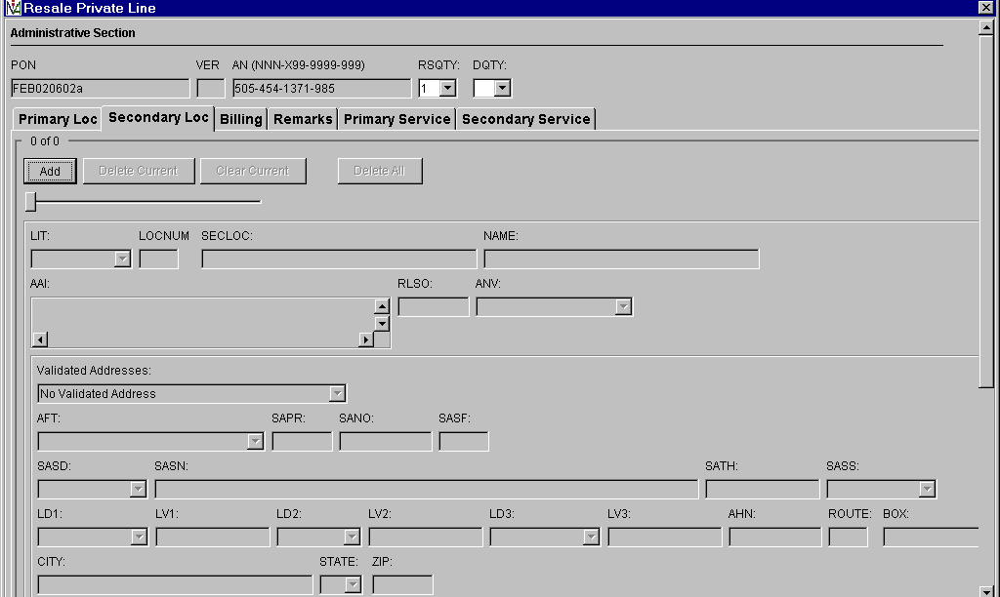 Resale Private Line
Administrative Section
PON VER AN (NNN-X99-9999-999) RSQTY: DQTY:
FEB020602a 505-454-1371-985 1
Primary Loc Secondary Loc Billing Remarks Primary Service Secondary Service
0 of 0
Add Delete Current Clear Current Delete All
LIT: LOCNUM SECLOC: NAME:
AAI: RLSO: ANV:
Validated Addresses:
No Validated Address
AFT: SAPR: SANO: SASF:
SASD: SASN: SATH: SASS:
LD1: LV1: LD2: LV2: LD3: LV3: AHN: ROUTE: BOX:
CITY: STATE: ZIP: